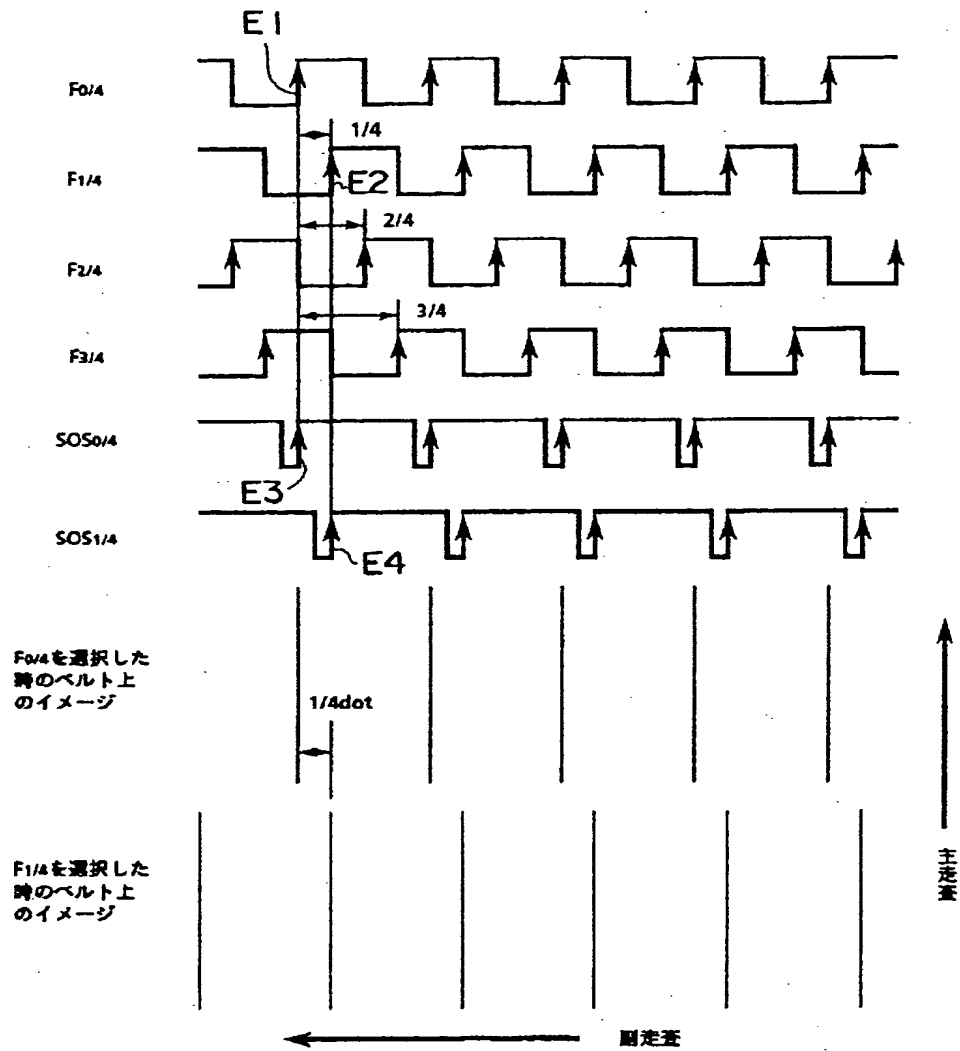 E1
F0/4
1/4
F1/4
E2
2/4
F2/4
3/4
F3/4
SOS0/4
E3
SOS1/4
E4
F0/4を選択した
時のベルト上
のイメージ
1/4dot
F1/4を選択した
時のベルト上
のイメージ
主走査
副走査